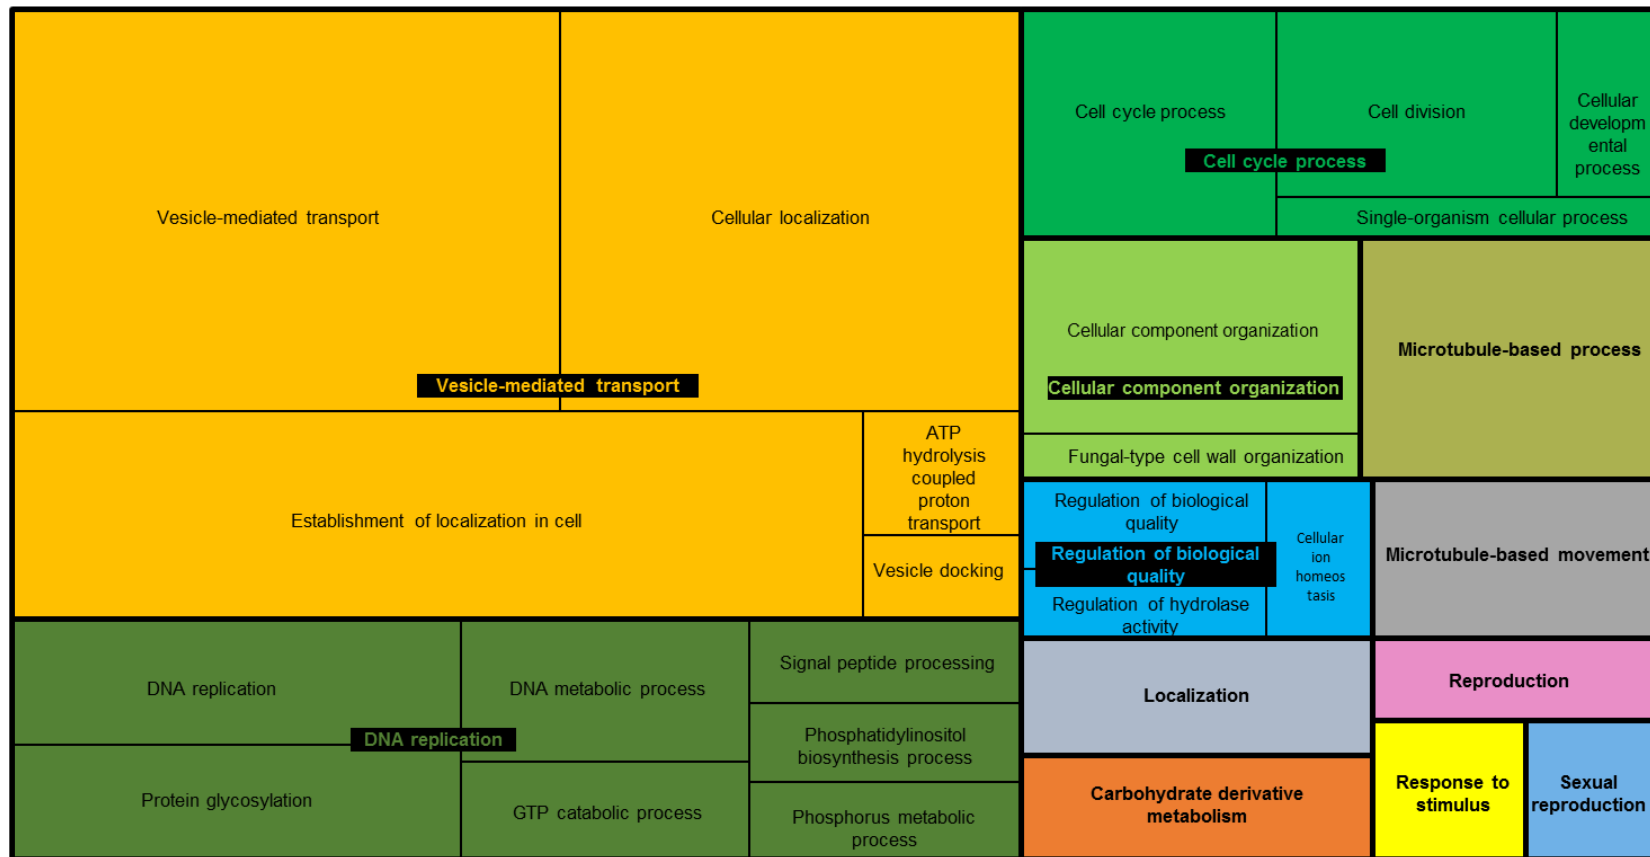 Vesicle-mediated transport
Cellular localization
Vesicle-mediated transport
Establishment of localization in cell
ATP
hydrolysis
coupled
proton
transport
Vesicle docking
DNA replication
DNA metabolic process
Signal peptide processing
DNA replication
Phosphatidylinositol
biosynthesis process
Protein glycosylation
GTP catabolic process
Phosphorus metabolic
process
Cell cycle process
Cell division
Cellular
developm
ental
process
Cell cycle process
Single-organism cellular process
Cellular component organization
Cellular component organization
Fungal-type cell wall organization
Microtubule-based process
Regulation of biological
quality
Regulation of biological
quality
Regulation of hydrolase
activity
Cellular
ion
homeos
tasis
Microtubule-based movement
Localization
Reproduction
Carbohydrate derivative
metabolism
Response to
stimulus
Sexual
reproduction